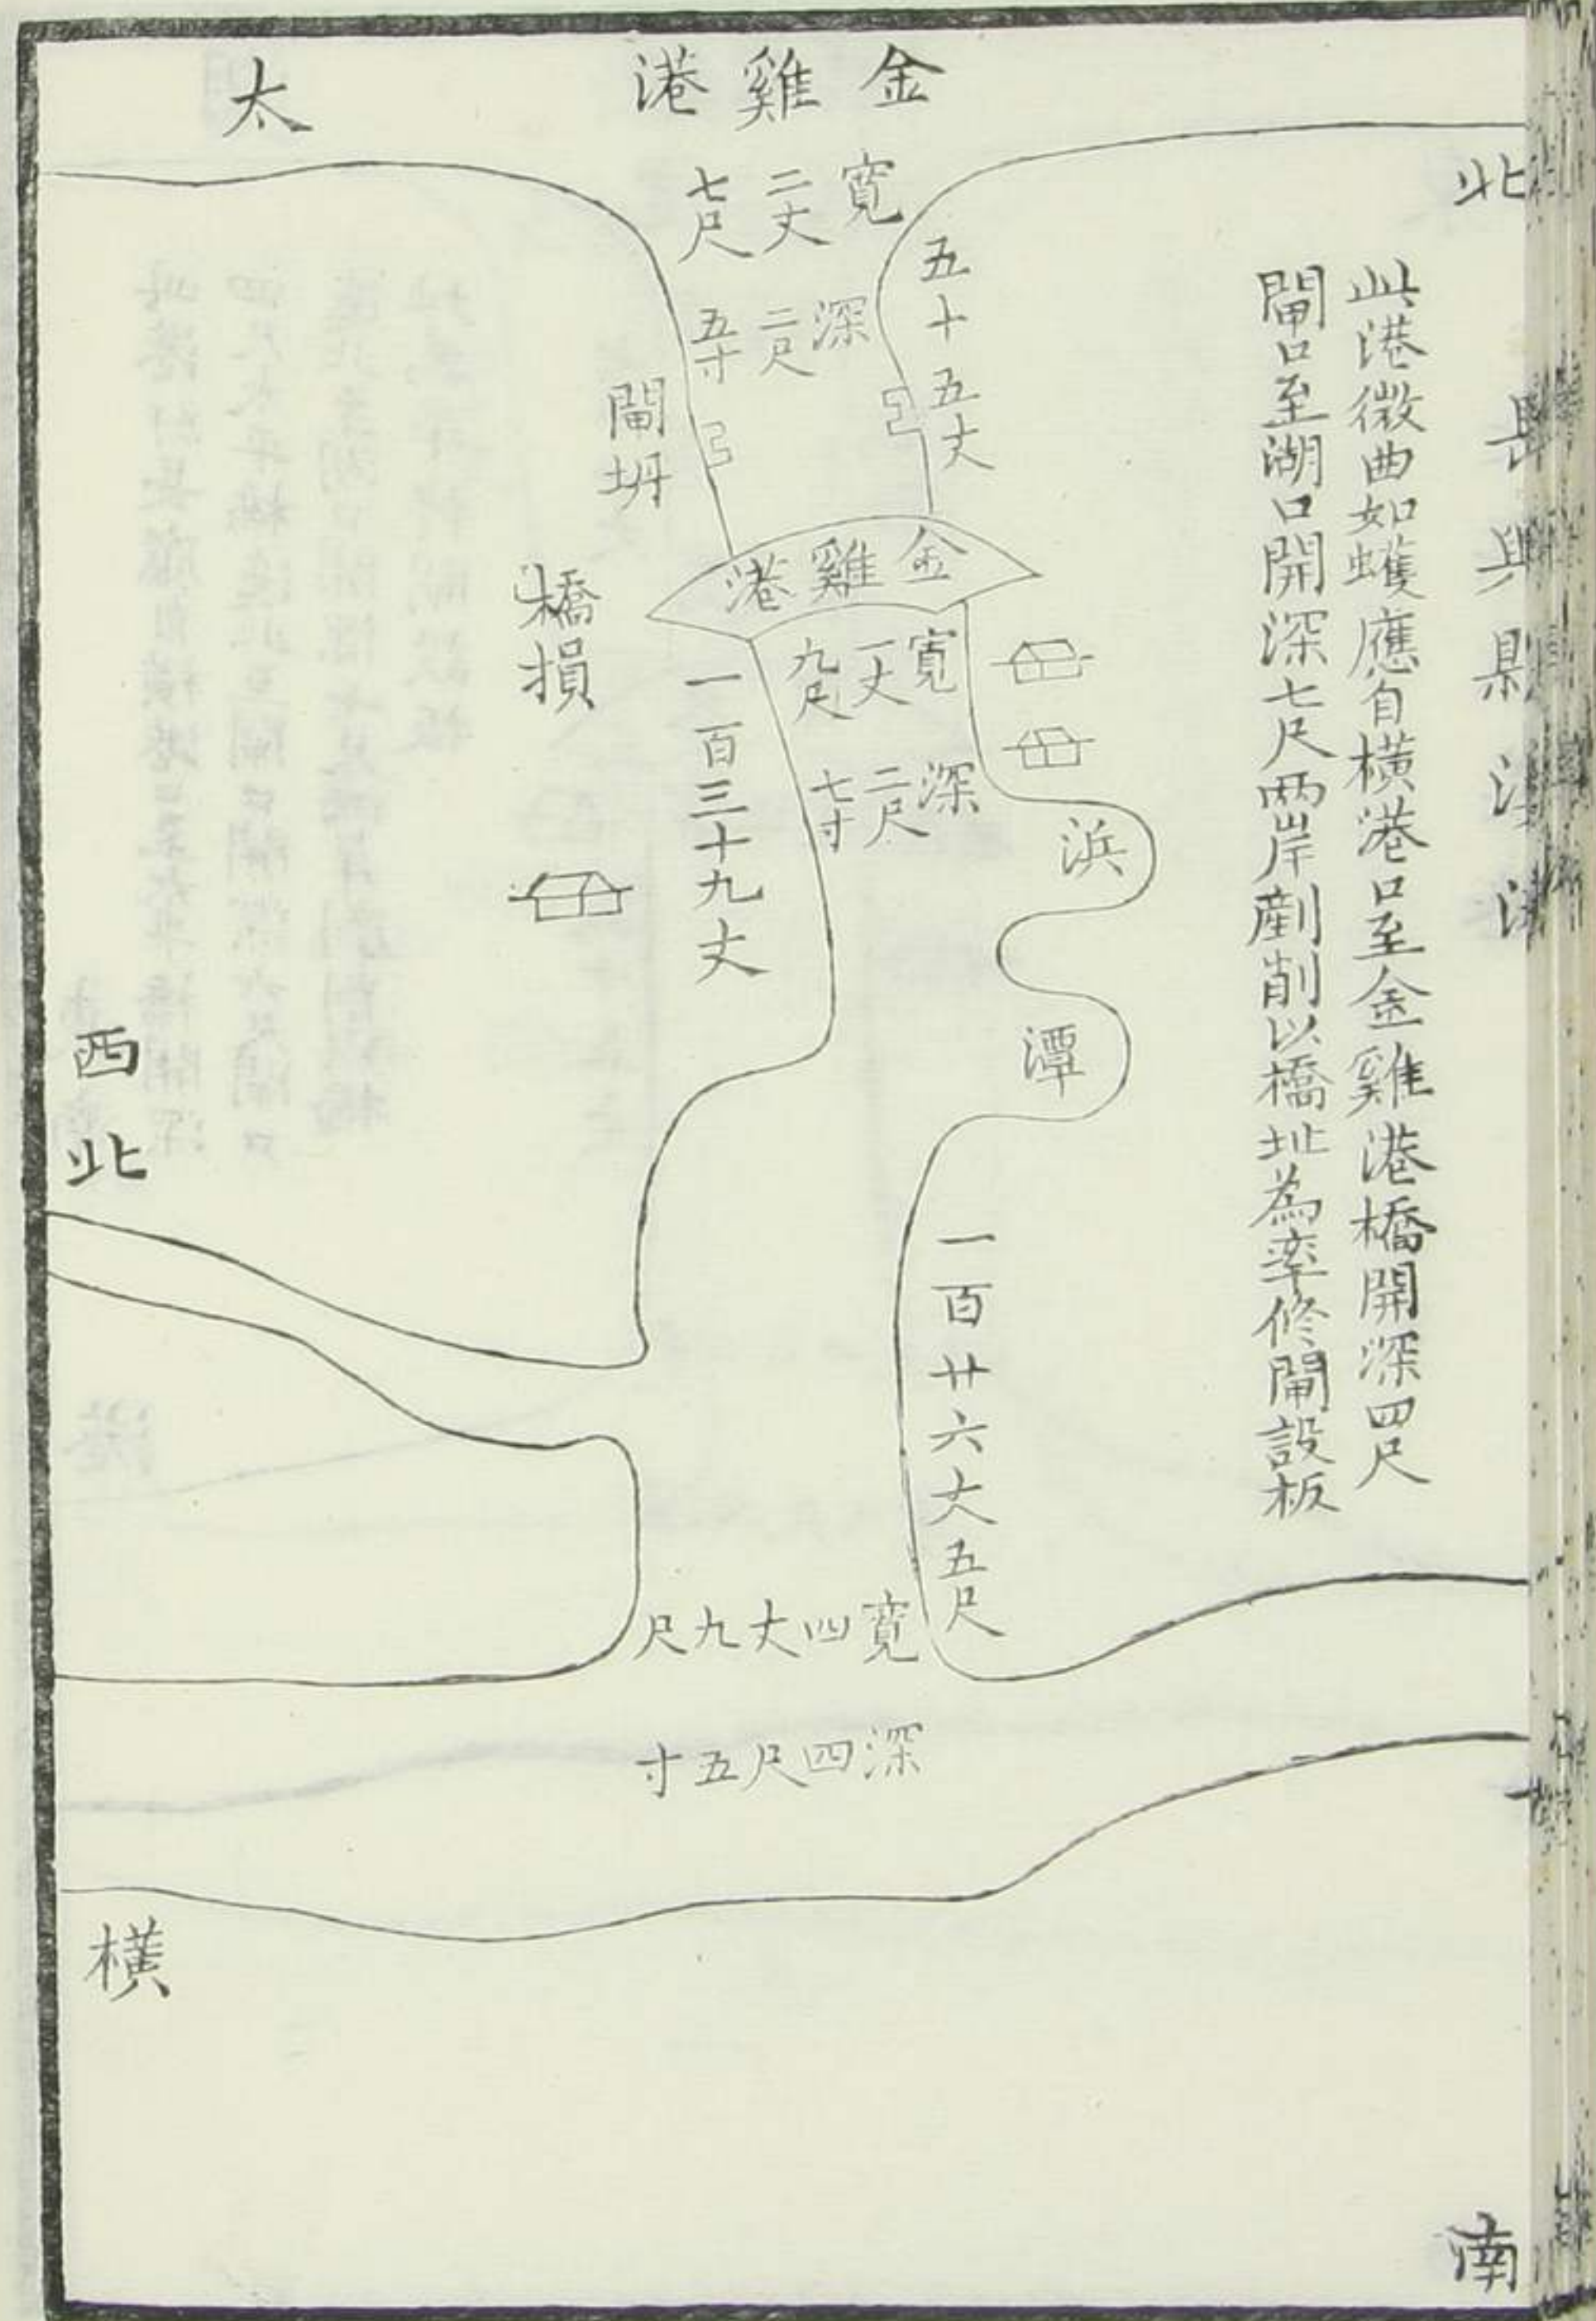 北
長興縣漊港
此港微曲如蠖應自橫港口至金雞港橋開深四尺
閘口至湖口開深七尺兩岸剷削以橋址為率修閘設板
南
金雞港
寬二丈七尺
深二尺五寸
五十五丈
閘坍
金雞港
橋損
寬一丈九尺
深二尺七寸
一百三十九丈
浜
潭
一百廿六丈五尺
寬四丈九尺
深四尺五寸
太
西北
橫